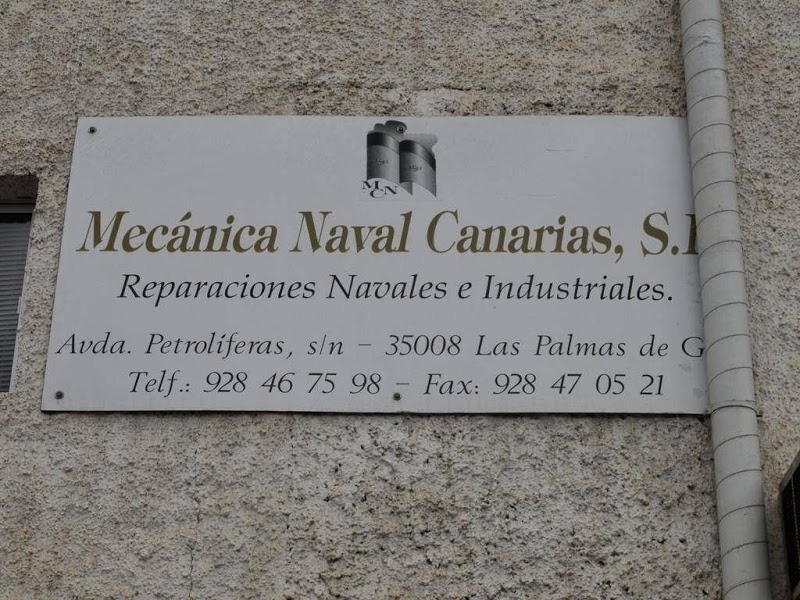 MCN
Mecánica Naval Canarias, S.
Reparaciones Navales e Industriales.
Avda. Petrolíferas, s/n - 35008 Las Palmas de G
Telf.: 928 46 75 98 - Fax: 928 47 05 21